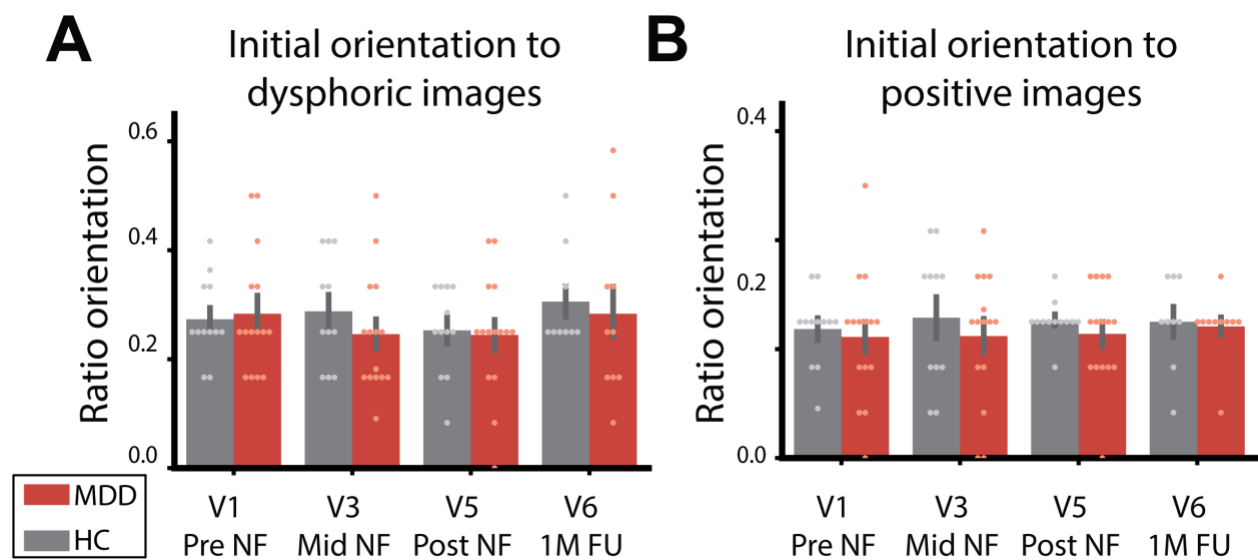 A
Initial orientation to
dysphoric images
Ratio orientation
0.6
0.4
0.2
0.0
V1 V3 V5 V6
Pre NF Mid NF Post NF 1M FU
MDD
HC
B
Initial orientation to
positive images
Ratio orientation
0.4
0.2
0.0
V1 V3 V5 V6
Pre NF Mid NF Post NF 1M FU